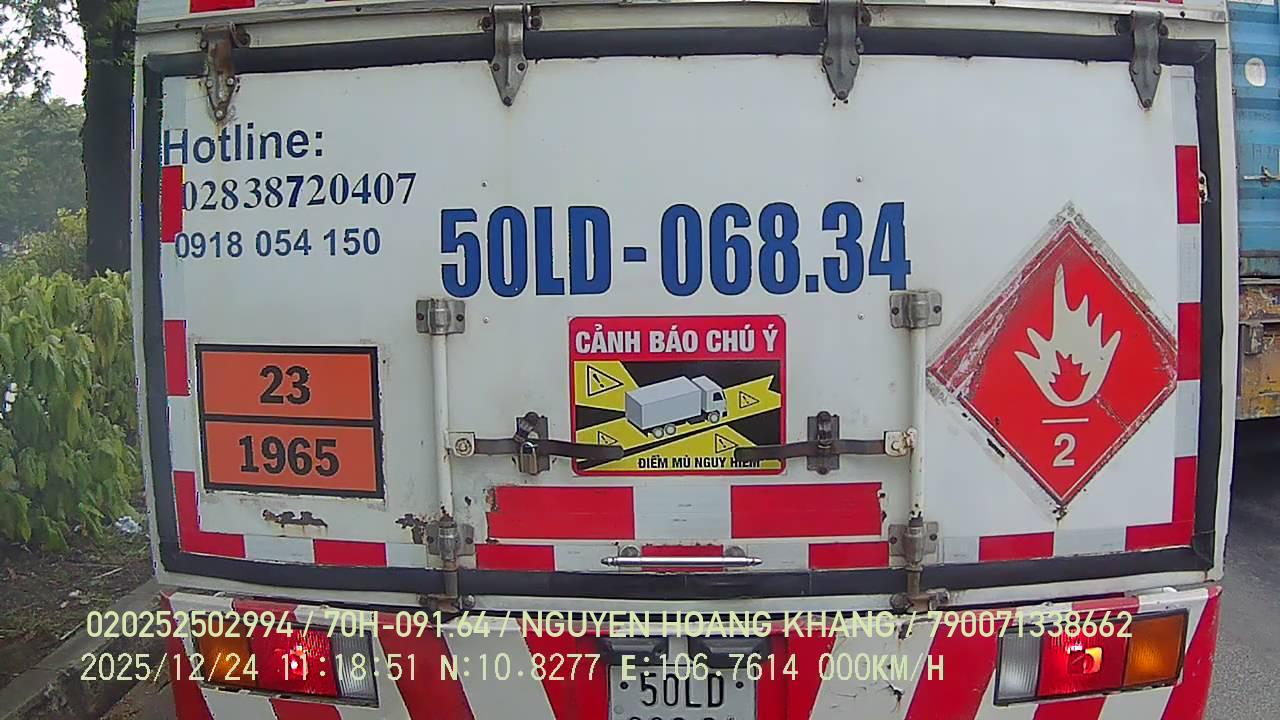 Hotline:
02838720407
0918 054 150
50LD-068.34
23
1965
CẢNH BÁO CHÚ Ý
ĐIỂM MÙ NGUY HIỂM
2
020252502994 / 70H-091.64 / NGUYEN HOANG KHANG / 790071338662
2025/12/24 11:18:51 N:10.8277 E:106.7614 000KM/H
50LD